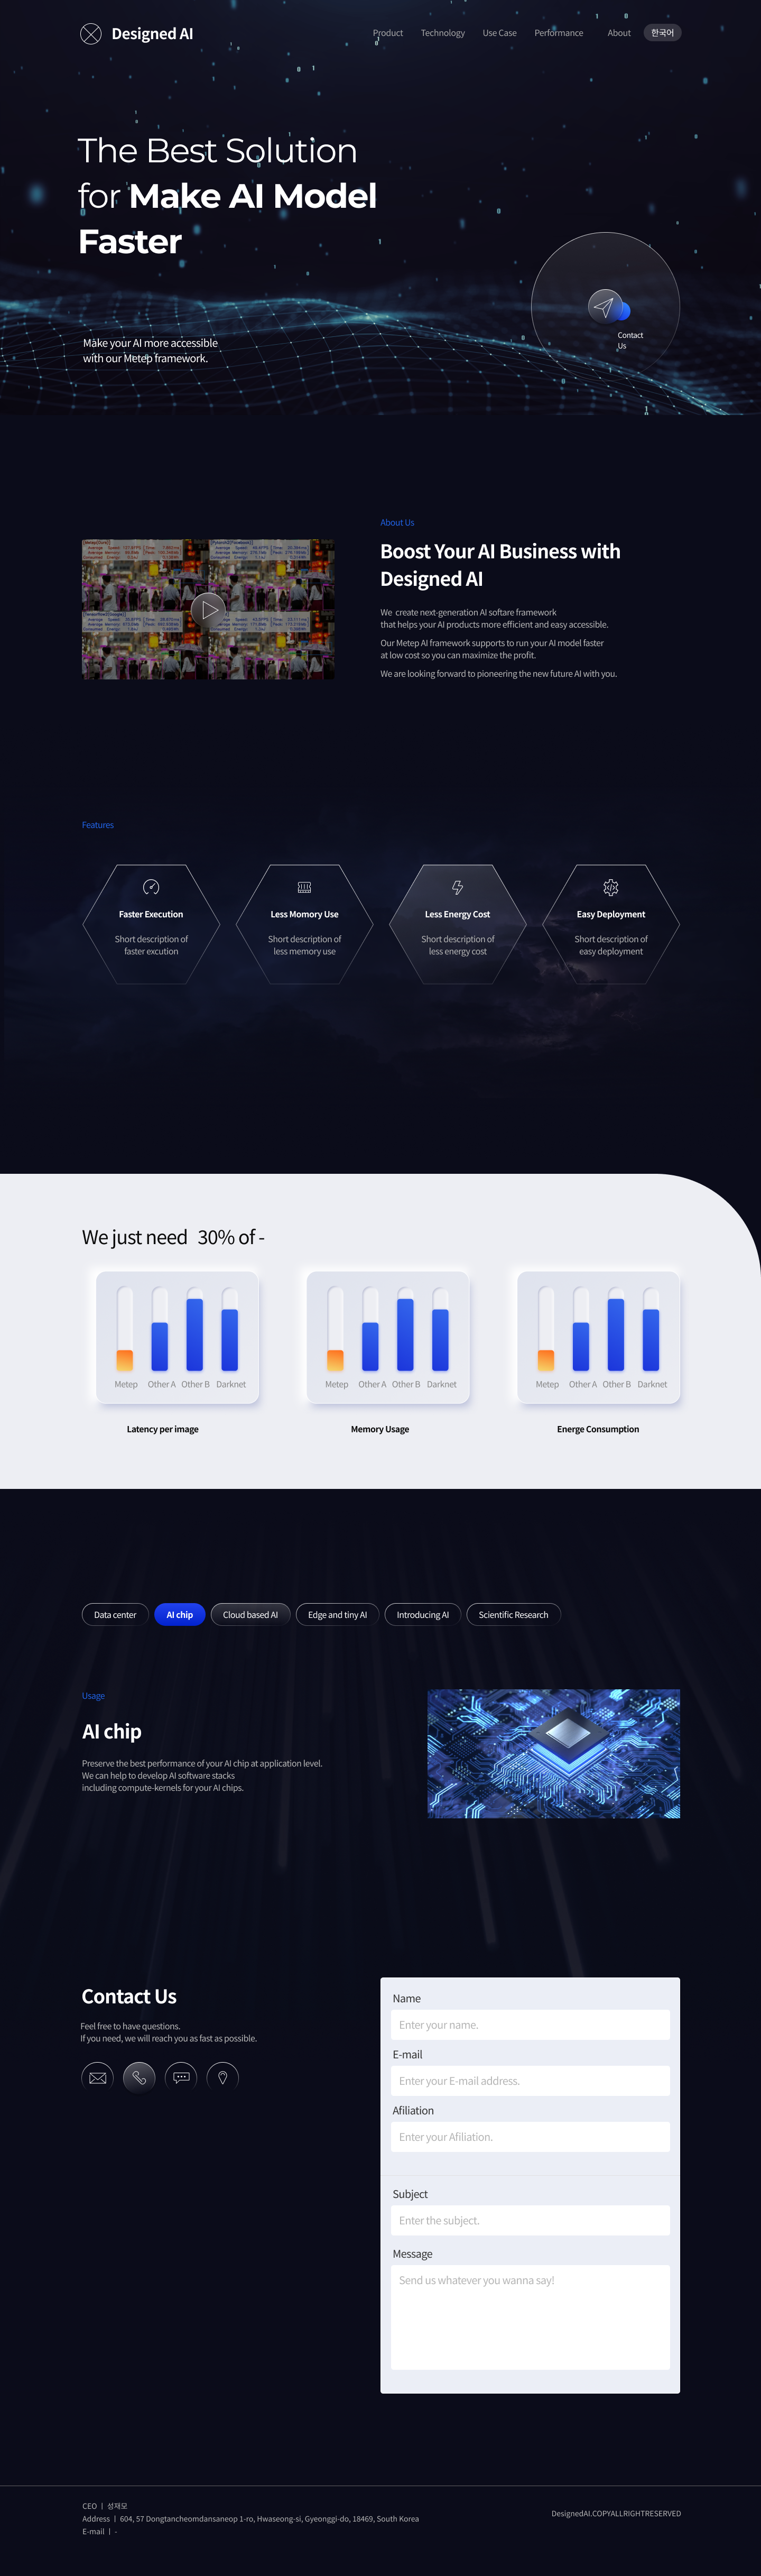 Designed AI
Product Technology Use Case Performance About 한국어
The Best Solution
for Make AI Model
Faster
Make your AI more accessible
with our Metep framework.
Contact
Us
About Us
Boost Your AI Business with
Designed AI
We create next-generation AI softare framework
that helps your AI products more efficient and easy accessible.
Our Metep AI framework supports to run your AI model faster
at low cost so you can maximize the profit.
We are looking forward to pioneering the new future AI with you.
Features
Faster Execution
Short description of
faster excution
Less Momory Use
Short description of
less memory use
Less Energy Cost
Short description of
less energy cost
Easy Deployment
Short description of
easy deployment
We just need 30% of -
Metep Other A Other B Darknet
Latency per image
Metep Other A Other B Darknet
Memory Usage
Metep Other A Other B Darknet
Energe Consumption
Data center AI chip Cloud based AI Edge and tiny AI Introducing AI Scientific Research
Usage
AI chip
Preserve the best performance of your AI chip at application level.
We can help to develop AI software stacks
including compute-kernels for your AI chips.
Contact Us
Feel free to have questions.
If you need, we will reach you as fast as possible.
Name
Enter your name.
E-mail
Enter your E-mail address.
Afiliation
Enter your Afiliation.
Subject
Enter the subject.
Message
Send us whatever you wanna say!
CEO | 성재모
Address | 604, 57 Dongtancheomdansaneop 1-ro, Hwaseong-si, Gyeonggi-do, 18469, South Korea
E-mail | -
DesignedAI.COPYALLRIGHTRESERVED